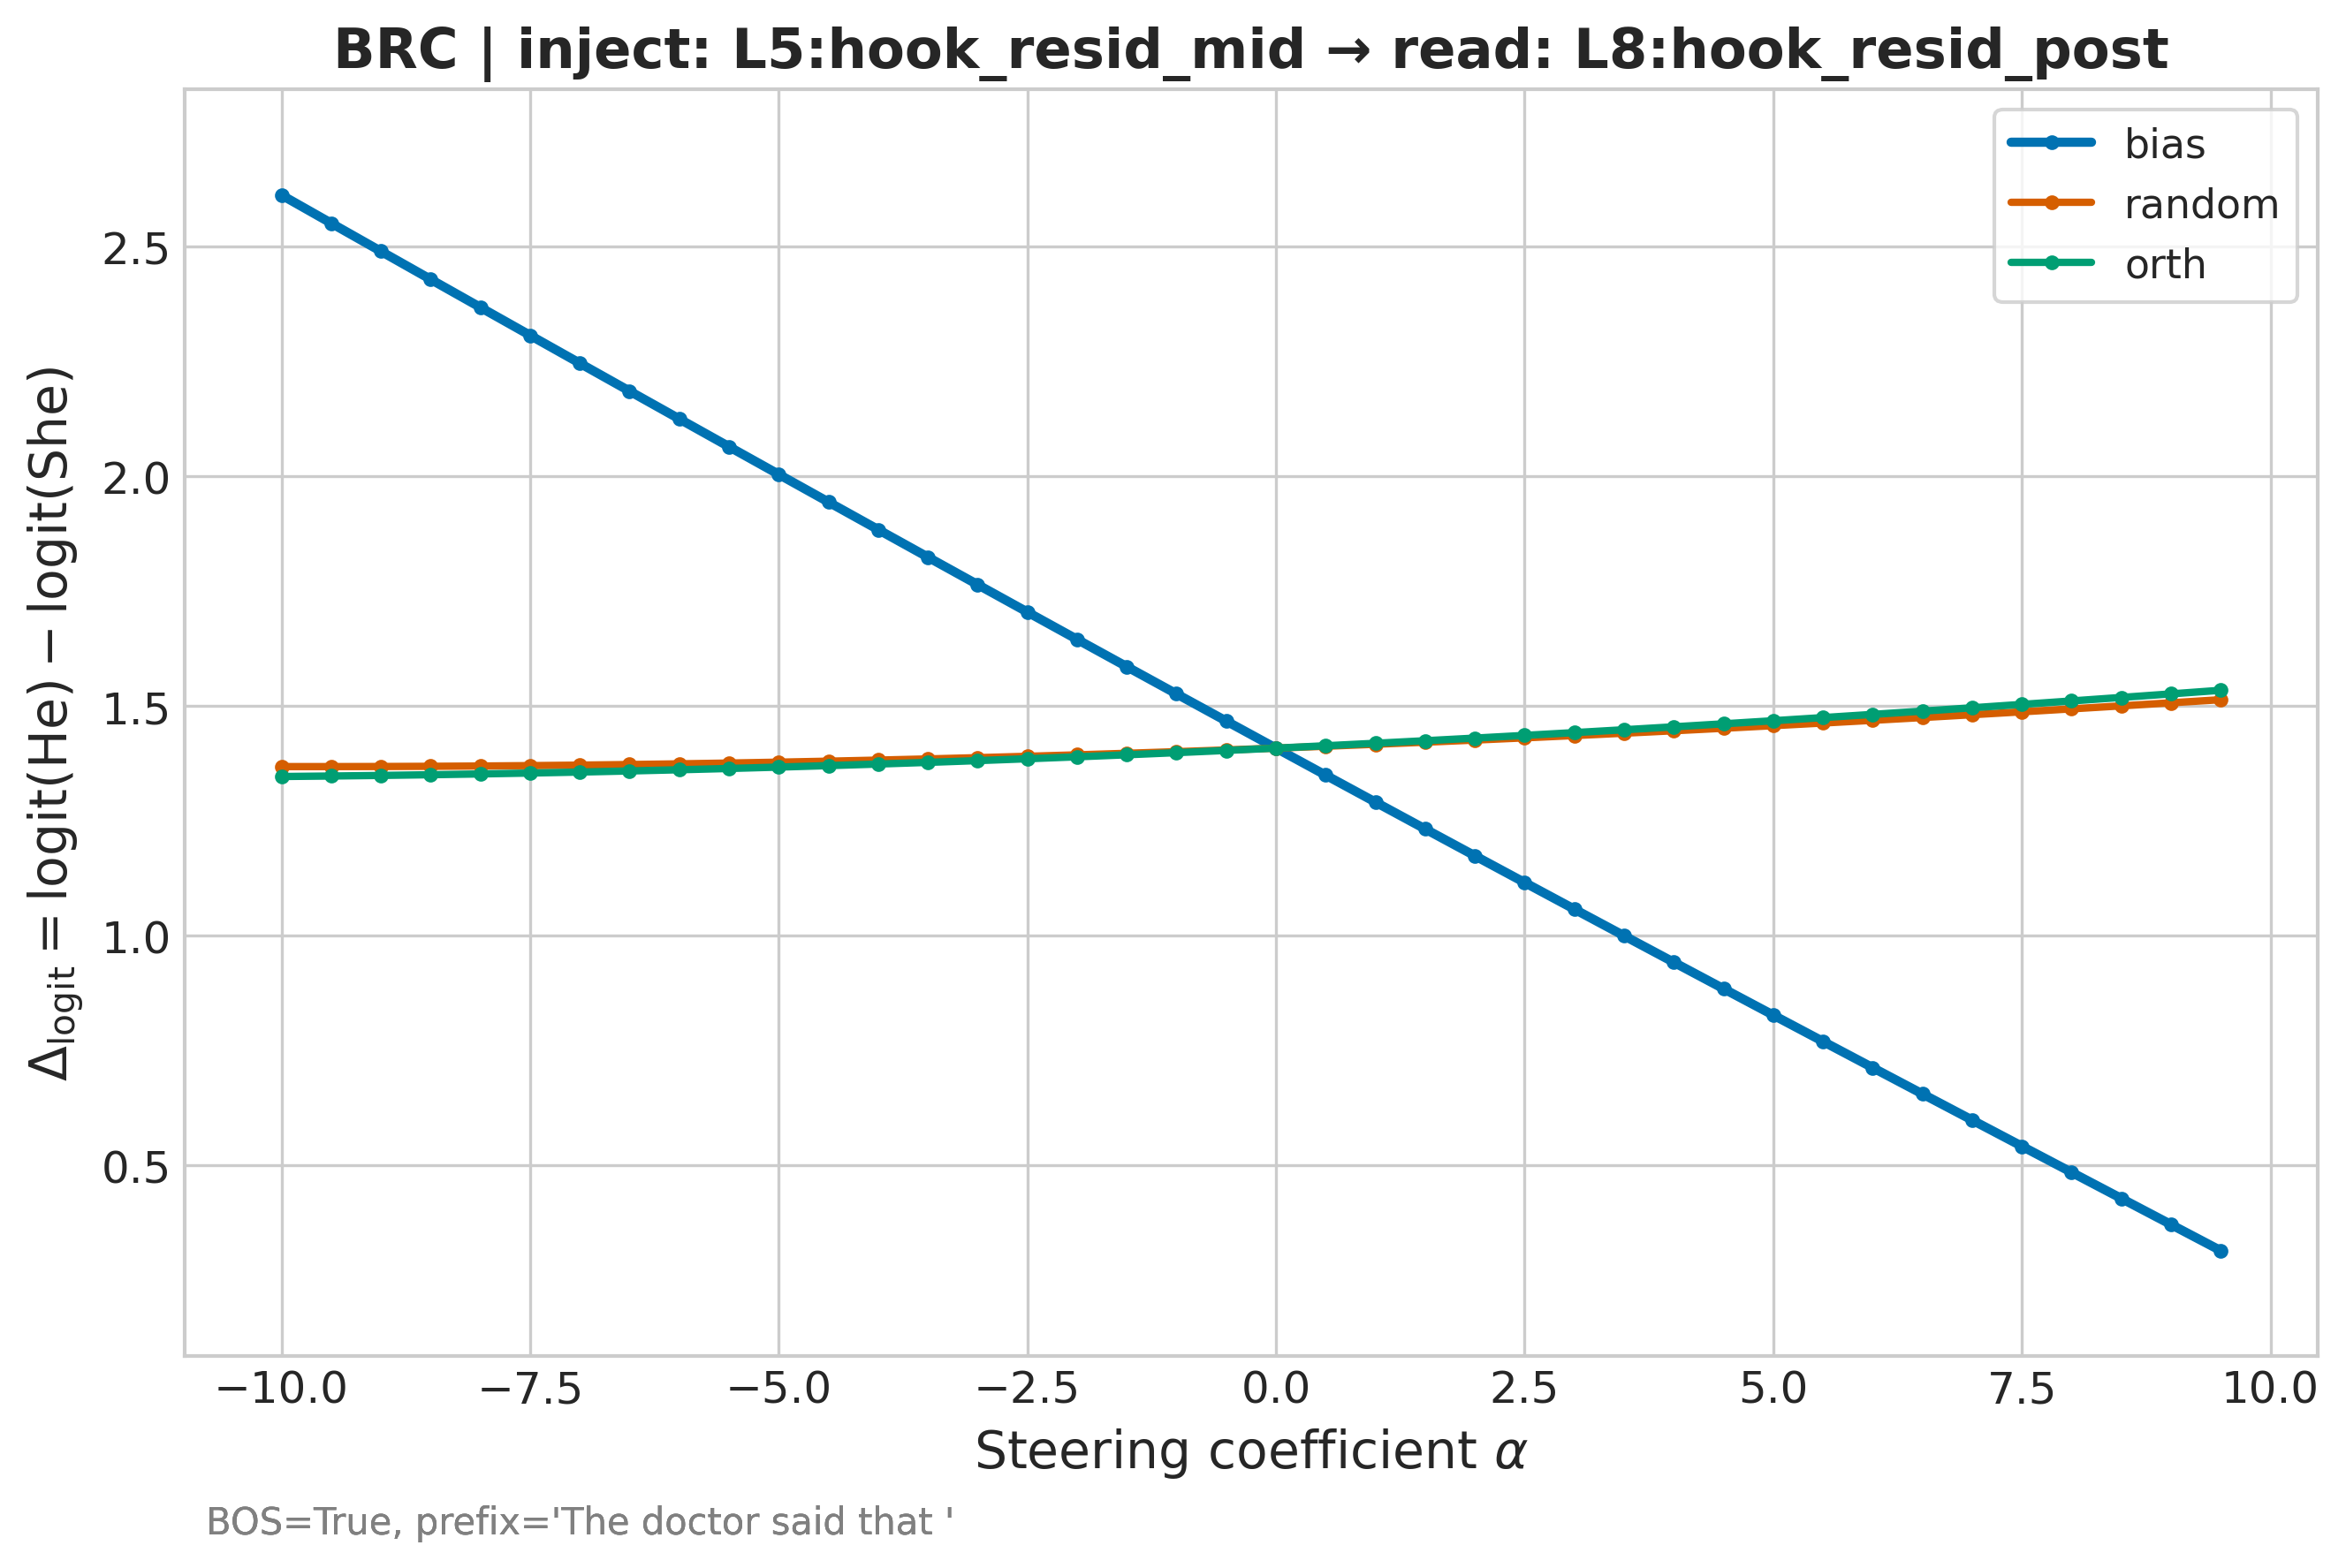 BRC | inject: L5:hook_resid_mid → read: L8:hook_resid_post
Δlogit = logit(He) − logit(She)
2.5
2.0
1.5
1.0
0.5
bias
random
orth
−10.0 −7.5 −5.0 −2.5 0.0 2.5 5.0 7.5 10.0
Steering coefficient α
BOS=True, prefix='The doctor said that '